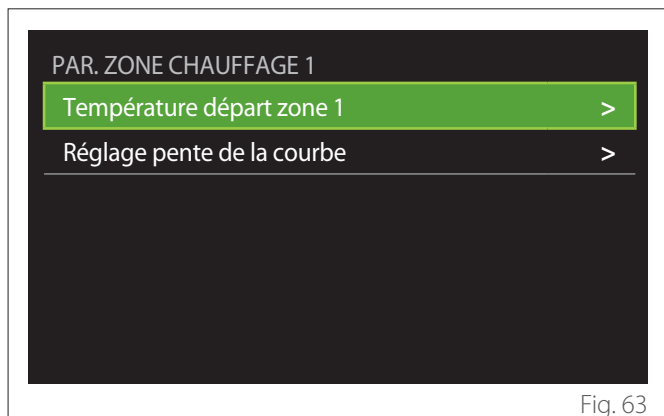 PAR. ZONE CHAUFFAGE 1
Température départ zone 1 >
Réglage pente de la courbe >
Fig. 63